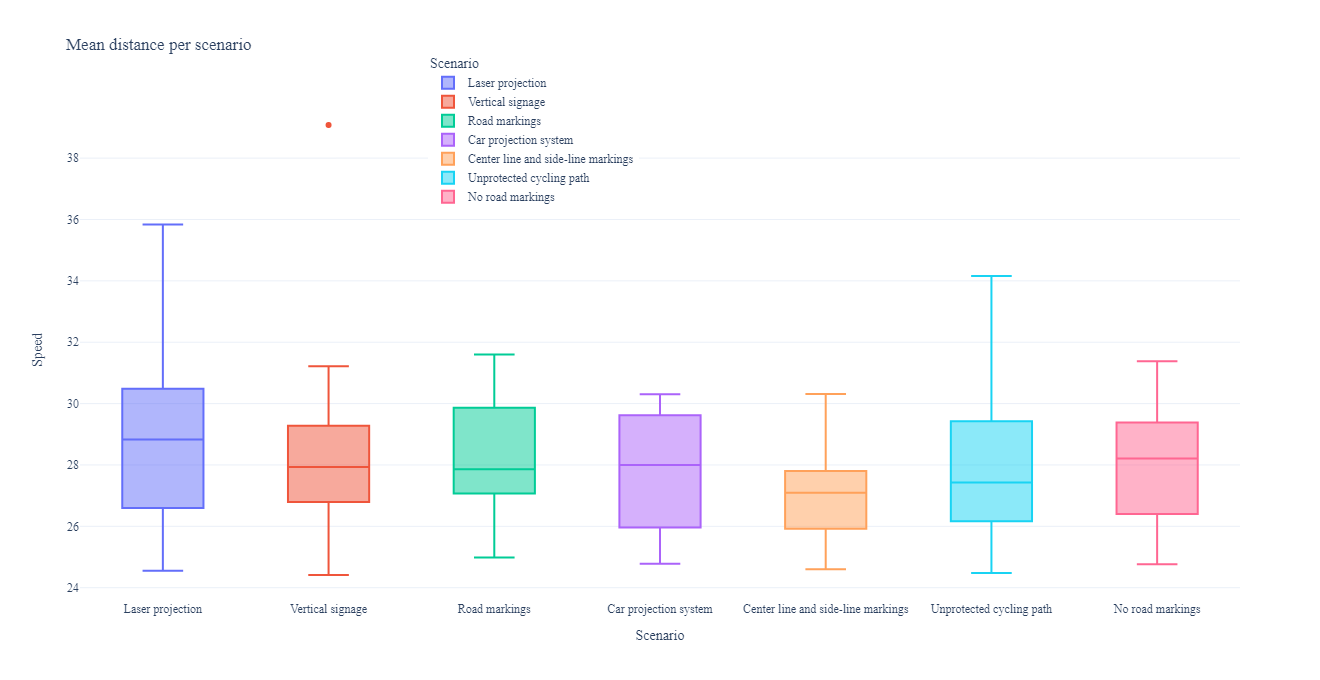 Mean distance per scenario
Scenario
Laser projection
Vertical signage
Road markings
Car projection system
Center line and side-line markings
Unprotected cycling path
No road markings
38
36
34
32
30
28
26
24
Speed
Laser projection Vertical signage Road markings Car projection system Center line and side-line markings Unprotected cycling path No road markings
Scenario